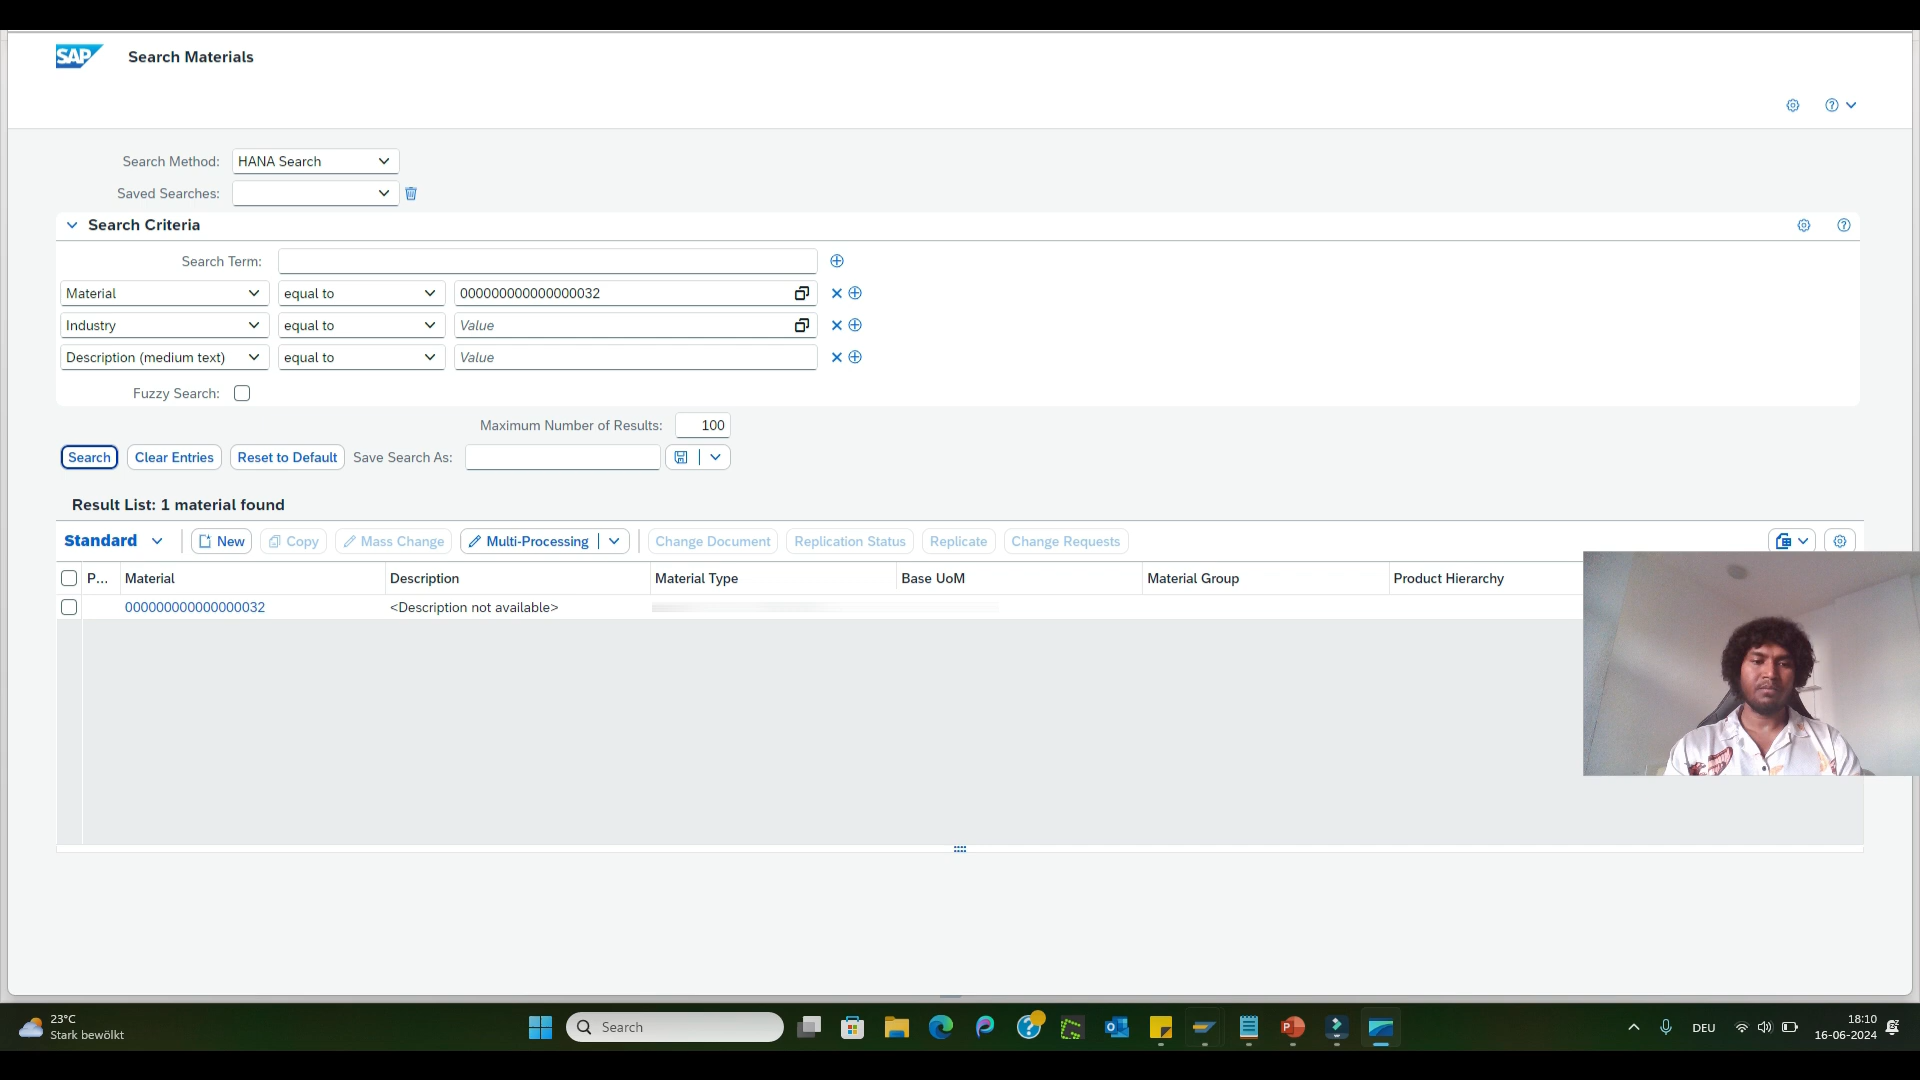 SAP Search Materials
Search Method: HANA Search
Saved Searches:
Search Criteria
Search Term:
Material equal to 000000000000000032
Industry equal to Value
Description (medium text) equal to Value
Fuzzy Search:
Maximum Number of Results: 100
Search Clear Entries Reset to Default Save Search As:
Result List: 1 material found
Standard New Copy Mass Change Multi-Processing Change Document Replication Status Replicate Change Requests
P... Material Description Material Type Base UoM Material Group Product Hierarchy
000000000000000032 <Description not available>
23°C
Stark bewölkt
Search
DEU
18:10
16-06-2024